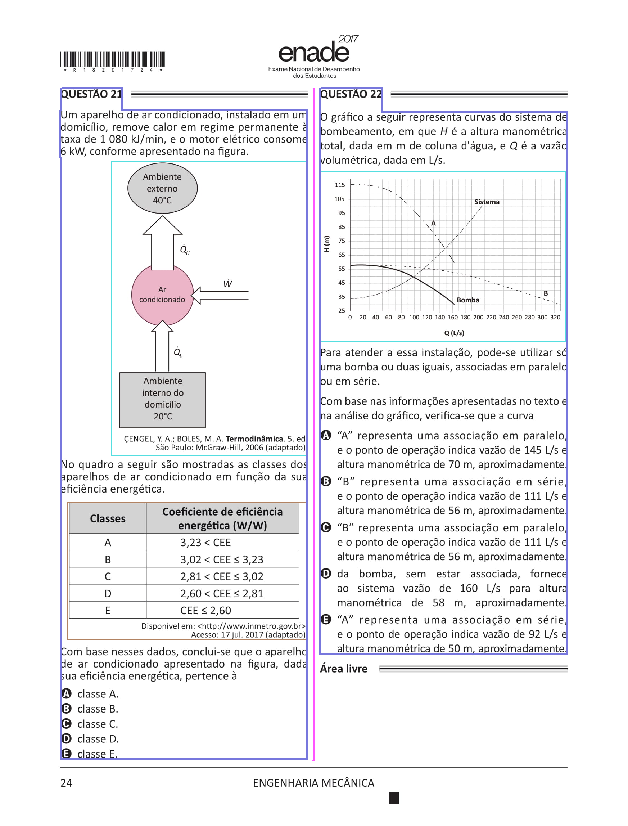 *R1820172 4*
enade 2017
Exame Nacional de Desempenho
dos Estudantes
QUESTÃO 21
Um aparelho de ar condicionado, instalado em um
domicílio, remove calor em regime permanente à
taxa de 1 080 kJ/min, e o motor elétrico consome
6 kW, conforme apresentado na figura.
Ambiente
externo
40°C
Ar
condicionado
Ẇ
Ambiente
interno do
domicílio
20°C
ÇENGEL, Y. A.; BOLES, M. A. Termodinâmica. 5. ed.
São Paulo: McGraw-Hill, 2006 (adaptado)
No quadro a seguir são mostradas as classes dos
aparelhos de ar condicionado em função da sua
eficiência energética.
Classes
Coeficiente de eficiência
energética (W/W)
A 3,23 < CEE
B 3,02 < CEE ≤ 3,23
C 2,81 < CEE ≤ 3,02
D 2,60 < CEE ≤ 2,81
E CEE ≤ 2,60
Disponível em: <http://www.inmetro.gov.br>
Acesso: 17 jul. 2017 (adaptado)
Com base nesses dados, conclui-se que o aparelho
de ar condicionado apresentado na figura, dada
sua eficiência energética, pertence à
A classe A.
B classe B.
C classe C.
D classe D.
E classe E.
QUESTÃO 22
O gráfico a seguir representa curvas do sistema de
bombeamento, em que H é a altura manométrica
total, dada em m de coluna d'água, e Q é a vazão
volumétrica, dada em L/s.
H (m)
115
105
95
85
75
65
55
45
35
25
Sistema
A
B
Bomba
0 20 40 60 80 100 120 140 160 180 200 220 240 260 280 300 320
Q (L/s)
Para atender a essa instalação, pode-se utilizar só
uma bomba ou duas iguais, associadas em paralelo
ou em série.
Com base nas informações apresentadas no texto e
na análise do gráfico, verifica-se que a curva
A "A" representa uma associação em paralelo,
e o ponto de operação indica vazão de 145 L/s e
altura manométrica de 70 m, aproximadamente.
B "B" representa uma associação em série,
e o ponto de operação indica vazão de 111 L/s e
altura manométrica de 56 m, aproximadamente.
C "B" representa uma associação em paralelo,
e o ponto de operação indica vazão de 111 L/s e
altura manométrica de 56 m, aproximadamente.
D da bomba, sem estar associada, fornece
ao sistema vazão de 160 L/s para altura
manométrica de 58 m, aproximadamente.
E "A" representa uma associação em série,
e o ponto de operação indica vazão de 92 L/s e
altura manométrica de 50 m, aproximadamente.
Área livre
24
ENGENHARIA MECÂNICA